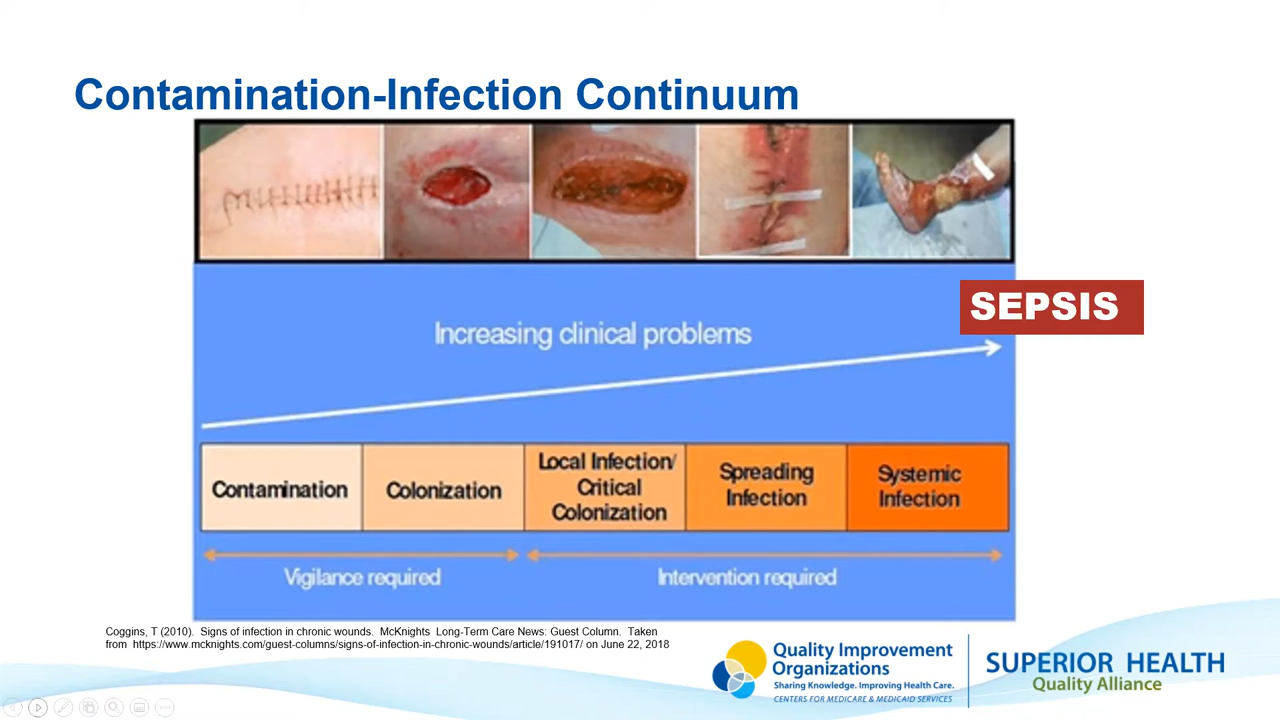 Contamination-Infection Continuum
SEPSIS
Increasing clinical problems
Contamination
Colonization
Local Infection/
Critical
Colonization
Spreading
Infection
Systemic
Infection
Vigilance required
Intervention required
Coggins, T (2010). Signs of infection in chronic wounds. McKnights Long-Term Care News: Guest Column. Taken
from https://www.mcknights.com/guest-columns/signs-of-infection-in-chronic-wounds/article/191017/ on June 22, 2018
Quality Improvement
Organizations
Sharing Knowledge. Improving Health Care.
CENTERS FOR MEDICARE & MEDICAID SERVICES
SUPERIOR HEALTH
Quality Alliance